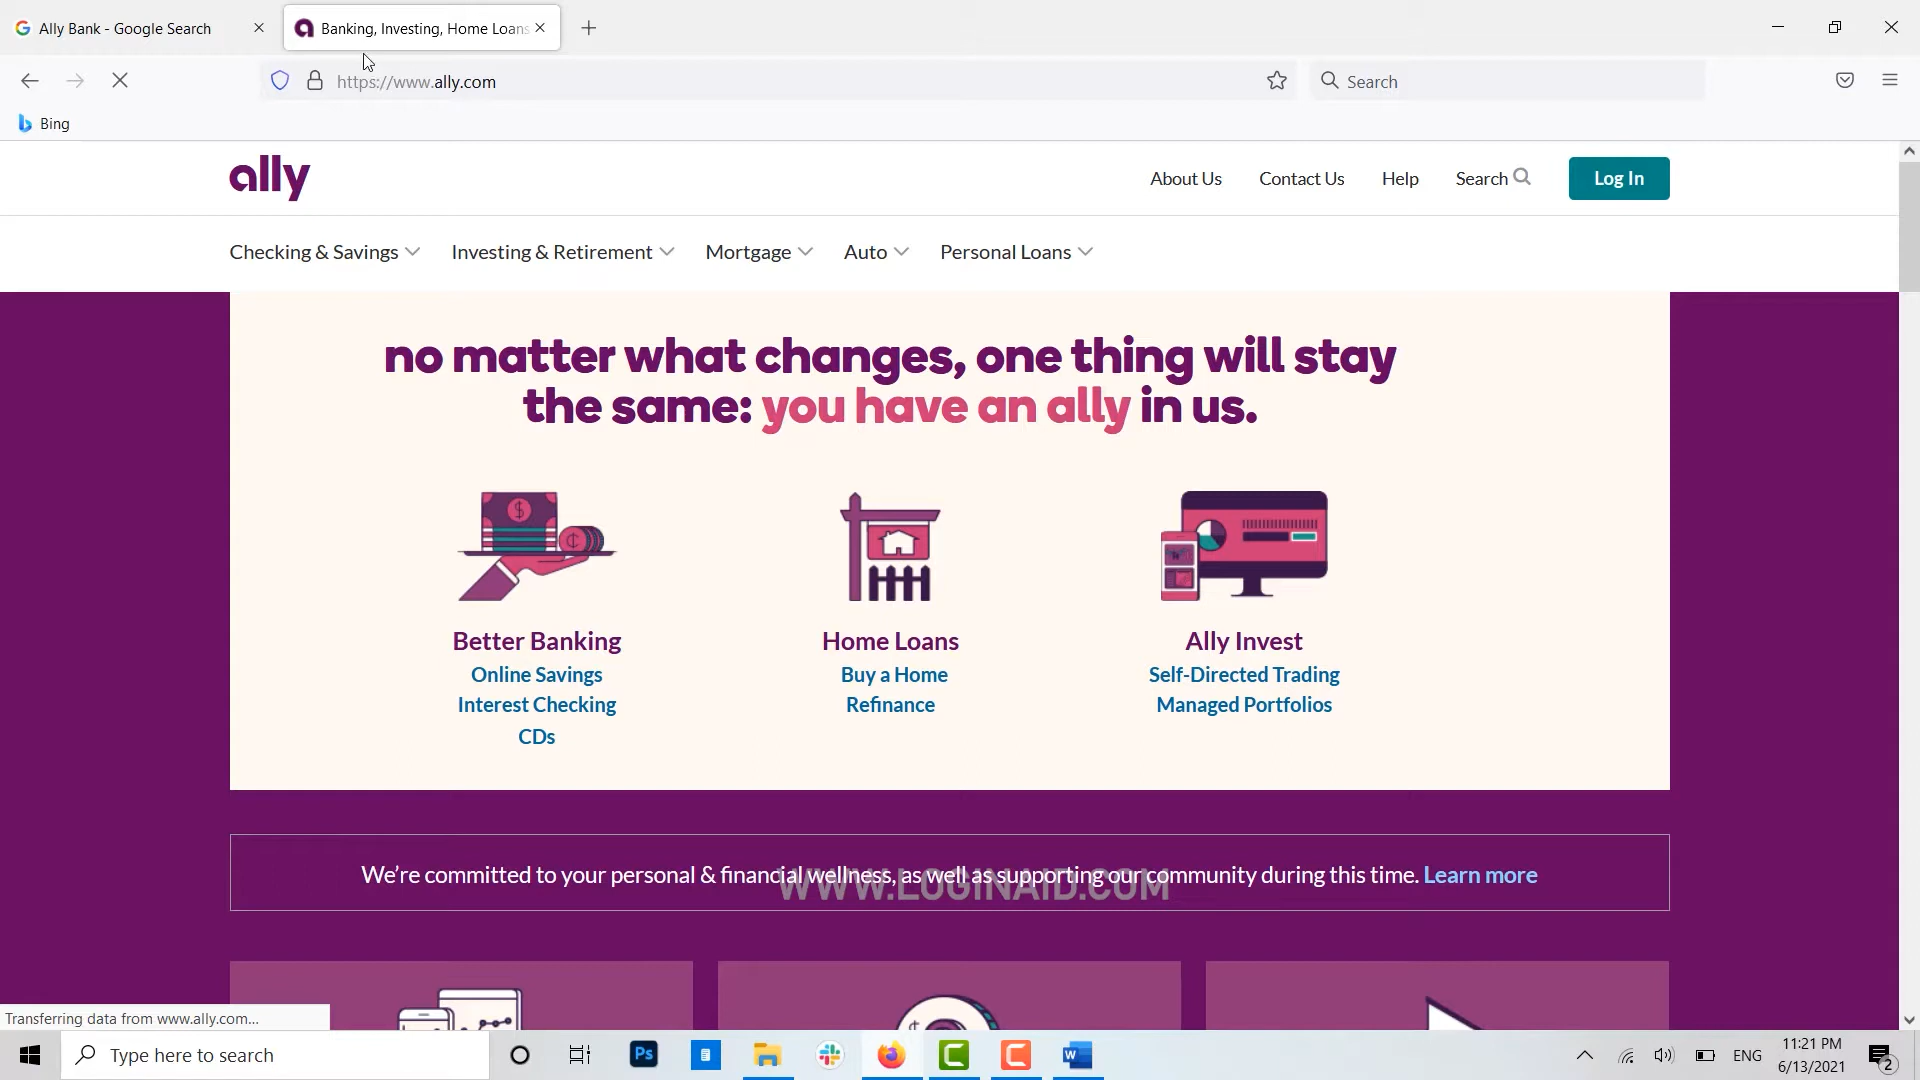 Ally Bank - Google Search
Banking, Investing, Home Loans
https://www.ally.com
Search
Bing
ally
About Us
Contact Us
Help
Search
Log In
Checking & Savings
Investing & Retirement
Mortgage
Auto
Personal Loans
no matter what changes, one thing will stay
the same: you have an ally in us.
Better Banking
Online Savings
Interest Checking
CDs
Home Loans
Buy a Home
Refinance
Ally Invest
Self-Directed Trading
Managed Portfolios
We're committed to your personal & financial wellness, as well as supporting our community during this time. Learn more
WWW.LOGINAID.COM
Transferring data from www.ally.com...
Type here to search
Ps
W
ENG
11:21 PM
6/13/2021
2